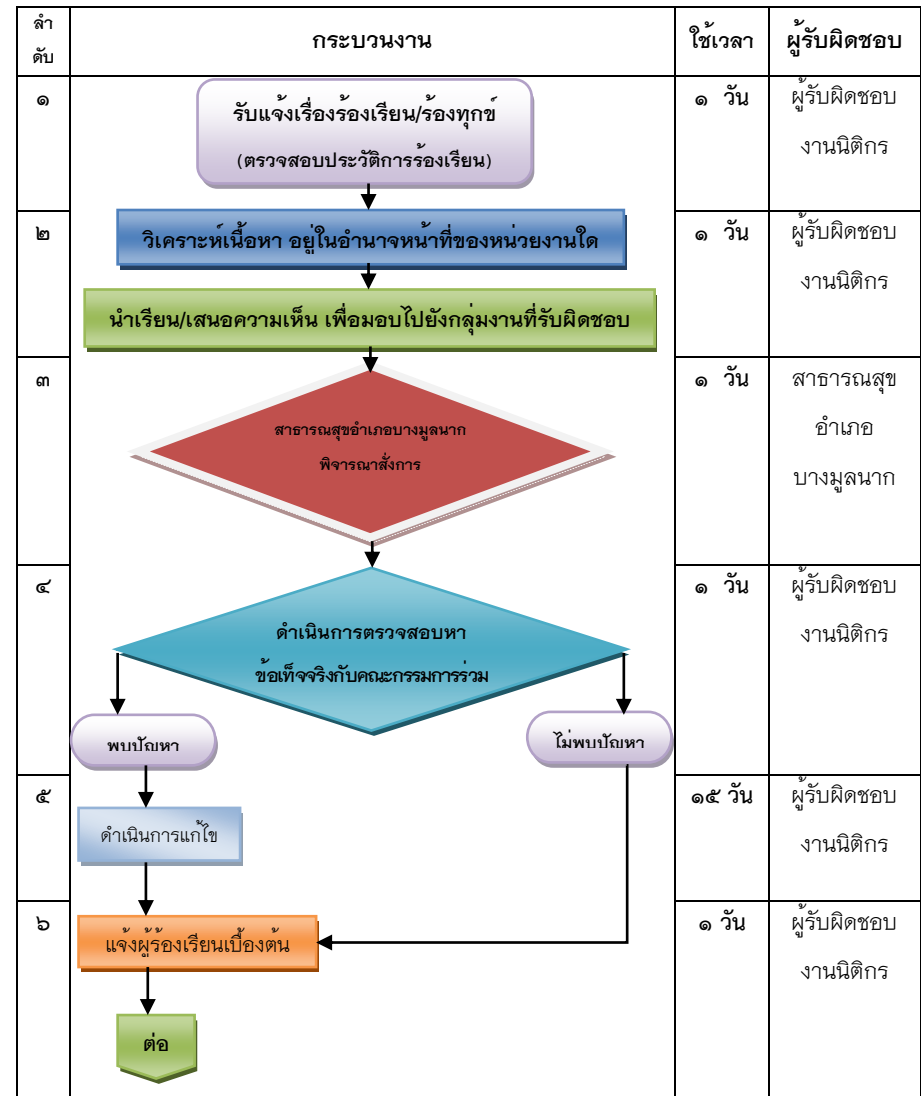 ลำ
ดับ
กระบวนงาน
ใช้เวลา
ผู้รับผิดชอบ
๑
รับแจ้งเรื่องร้องเรียน/ร้องทุกข์
(ตรวจสอบประวัติการร้องเรียน)
๑ วัน
ผู้รับผิดชอบ
งานนิติกร
๒
วิเคราะห์เนื้อหา อยู่ในอำนาจหน้าที่ของหน่วยงานใด
นำเรียน/เสนอความเห็น เพื่อมอบไปยังกลุ่มงานที่รับผิดชอบ
๑ วัน
ผู้รับผิดชอบ
งานนิติกร
๓
สาธารณสุขอำเภอบางมูลนาก
พิจารณาสั่งการ
๑ วัน
สาธารณสุข
อำเภอ
บางมูลนาก
๔
ดำเนินการตรวจสอบหา
ข้อเท็จจริงกับคณะกรรมการร่วม
พบปัญหา
ไม่พบปัญหา
๑ วัน
ผู้รับผิดชอบ
งานนิติกร
๕
ดำเนินการแก้ไข
๑๕ วัน
ผู้รับผิดชอบ
งานนิติกร
๖
แจ้งผู้ร้องเรียนเบื้องต้น
ต่อ
๑ วัน
ผู้รับผิดชอบ
งานนิติกร